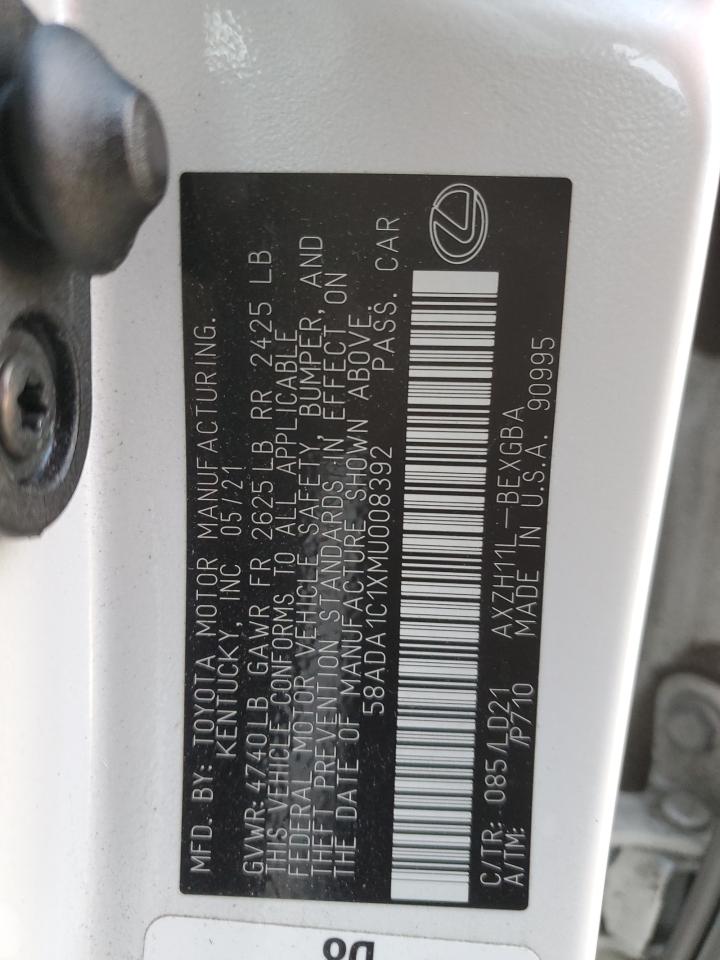 MFD. BY: TOYOTA MOTOR MANUFACTURING.
KENTUCKY, INC 05/21
GVWR: 4740LB GAWR FR 2625LB RR 2425 LB
THIS VEHICLE CONFORMS TO ALL APPLICABLE
FEDERAL MOTOR VEHICLE SAFETY, BUMPER, AND
THEFT PREVENTION STANDARDS IN EFFECT ON
THE DATE OF MANUFACTURE SHOWN ABOVE.
58ADA1C1XMU008392 PASS. CAR
C/TR: 085/LD21 AXZH11L-BEXGBA
A/TM: /P710 MADE IN U.S.A. 90995